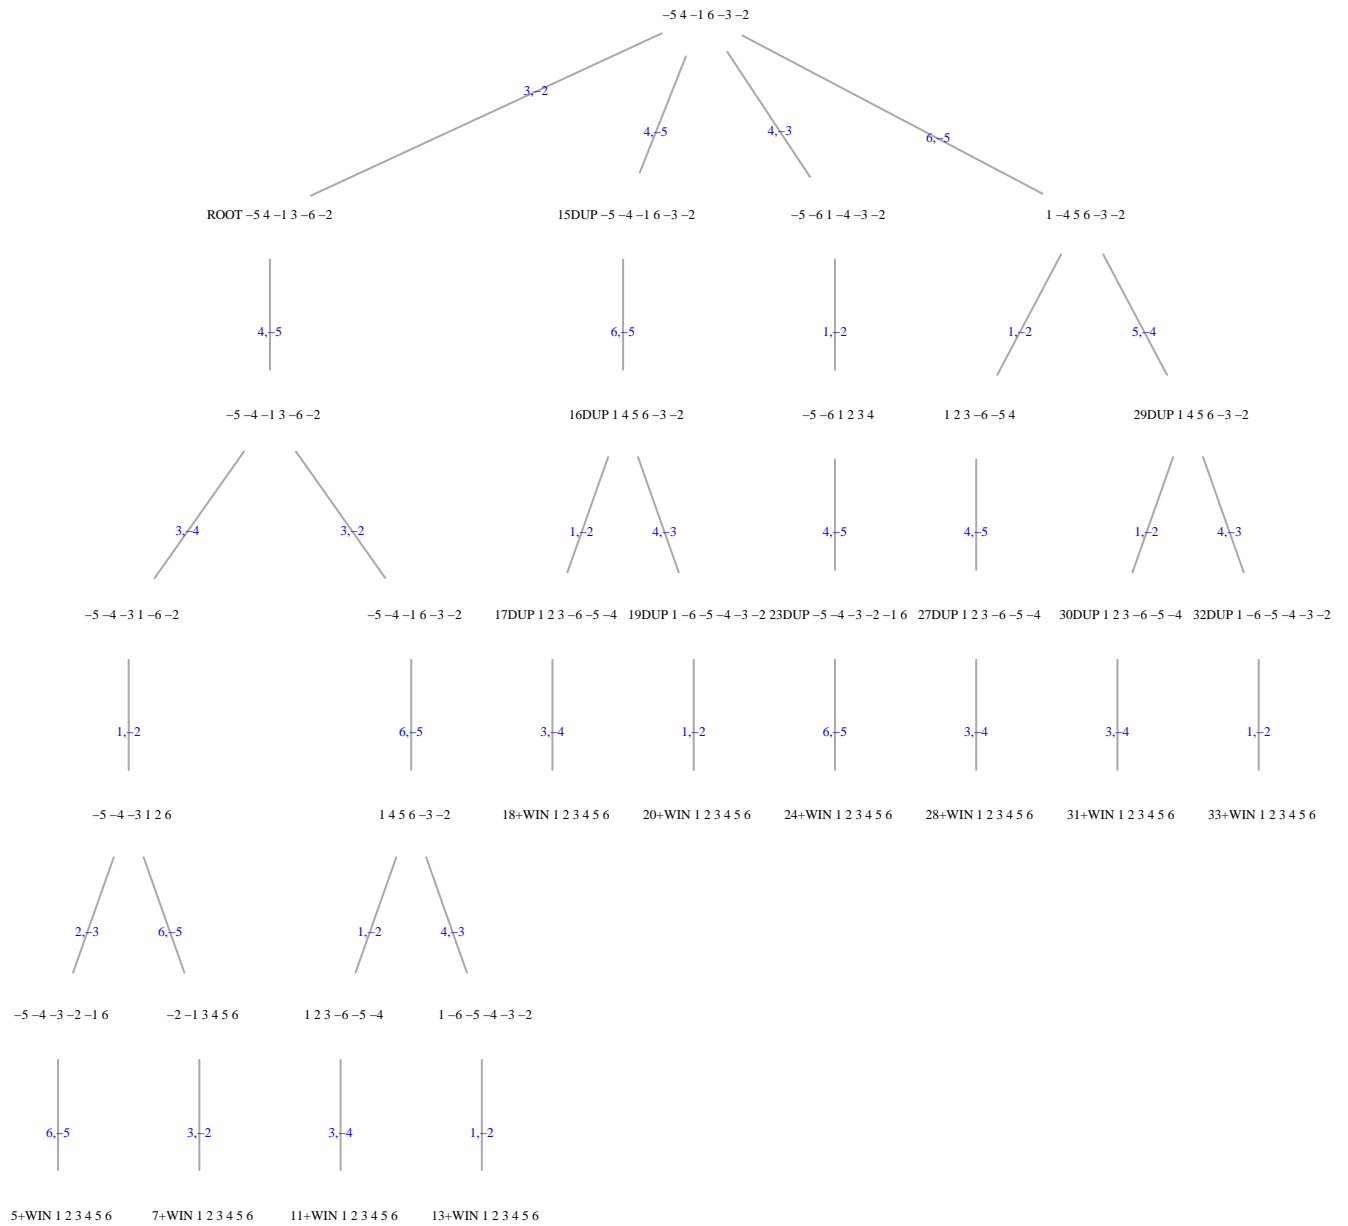 −5 4 −1 6 −3 −2
3,−2
4,−5
4,−3
6,−5
ROOT −5 4 −1 3 −6 −2
15DUP −5 −4 −1 6 −3 −2
−5 −6 1 −4 −3 −2
1 −4 5 6 −3 −2
4,−5
6,−5
1,−2
1,−2
5,−4
−5 −4 −1 3 −6 −2
16DUP 1 4 5 6 −3 −2
−5 −6 1 2 3 4
1 2 3 −6 −5 4
29DUP 1 4 5 6 −3 −2
3,−4
3,−2
1,−2
4,−3
4,−5
4,−5
1,−2
4,−3
−5 −4 −3 1 −6 −2
−5 −4 −1 6 −3 −2
17DUP 1 2 3 −6 −5 −4
19DUP 1 −6 −5 −4 −3 −2
23DUP −5 −4 −3 −2 −1 6
27DUP 1 2 3 −6 −5 −4
30DUP 1 2 3 −6 −5 −4
32DUP 1 −6 −5 −4 −3 −2
1,−2
6,−5
3,−4
1,−2
6,−5
3,−4
3,−4
1,−2
−5 −4 −3 1 2 6
1 4 5 6 −3 −2
18+WIN 1 2 3 4 5 6
20+WIN 1 2 3 4 5 6
24+WIN 1 2 3 4 5 6
28+WIN 1 2 3 4 5 6
31+WIN 1 2 3 4 5 6
33+WIN 1 2 3 4 5 6
2,−3
6,−5
1,−2
4,−3
−5 −4 −3 −2 −1 6
−2 −1 3 4 5 6
1 2 3 −6 −5 −4
1 −6 −5 −4 −3 −2
6,−5
3,−2
3,−4
1,−2
5+WIN 1 2 3 4 5 6
7+WIN 1 2 3 4 5 6
11+WIN 1 2 3 4 5 6
13+WIN 1 2 3 4 5 6